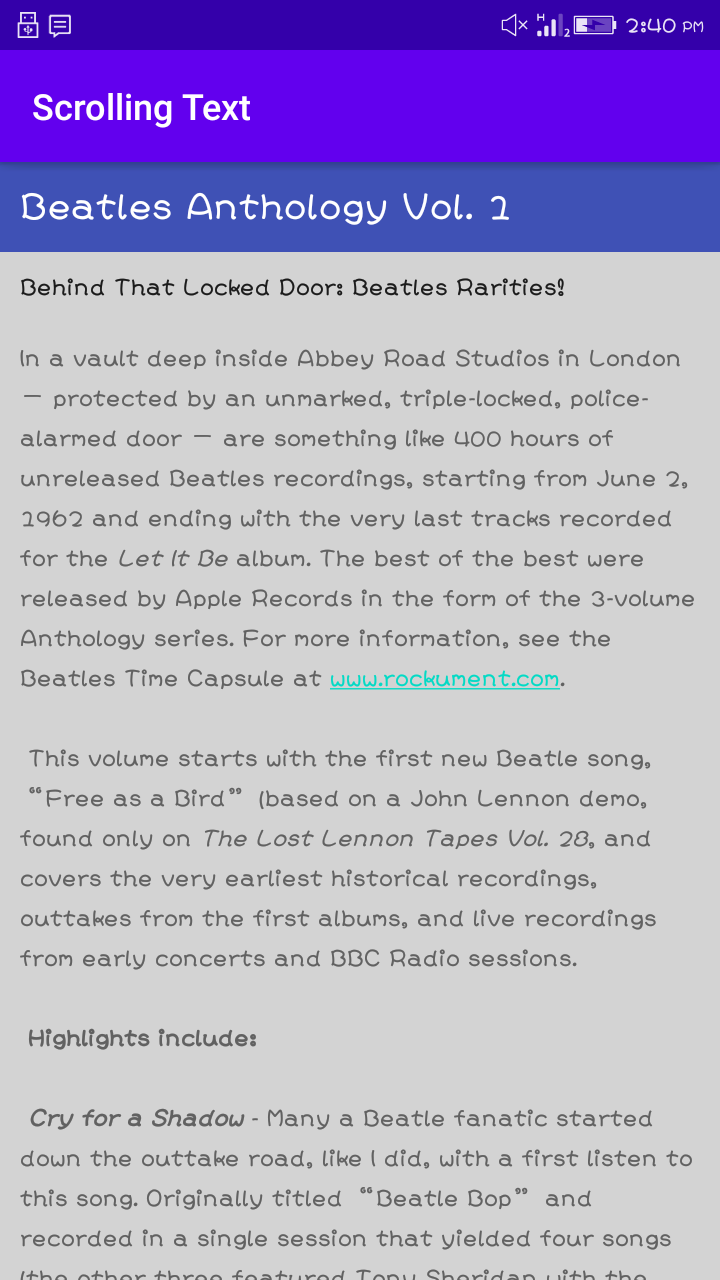 H 2 2:40 PM
Scrolling Text
Beatles Anthology Vol. 1
Behind That Locked Door: Beatles Rarities!
In a vault deep inside Abbey Road Studios in London
— protected by an unmarked, triple-locked, police-
alarmed door — are something like 400 hours of
unreleased Beatles recordings, starting from June 2,
1962 and ending with the very last tracks recorded
for the Let It Be album. The best of the best were
released by Apple Records in the form of the 3-volume
Anthology series. For more information, see the
Beatles Time Capsule at www.rockument.com.
This volume starts with the first new Beatle song,
“Free as a Bird” (based on a John Lennon demo,
found only on The Lost Lennon Tapes Vol. 28, and
covers the very earliest historical recordings,
outtakes from the first albums, and live recordings
from early concerts and BBC Radio sessions.
Highlights include:
Cry for a Shadow - Many a Beatle fanatic started
down the outtake road, like I did, with a first listen to
this song. Originally titled “Beatle Bop” and
recorded in a single session that yielded four songs
(the other three featured Tony Sheridan with the